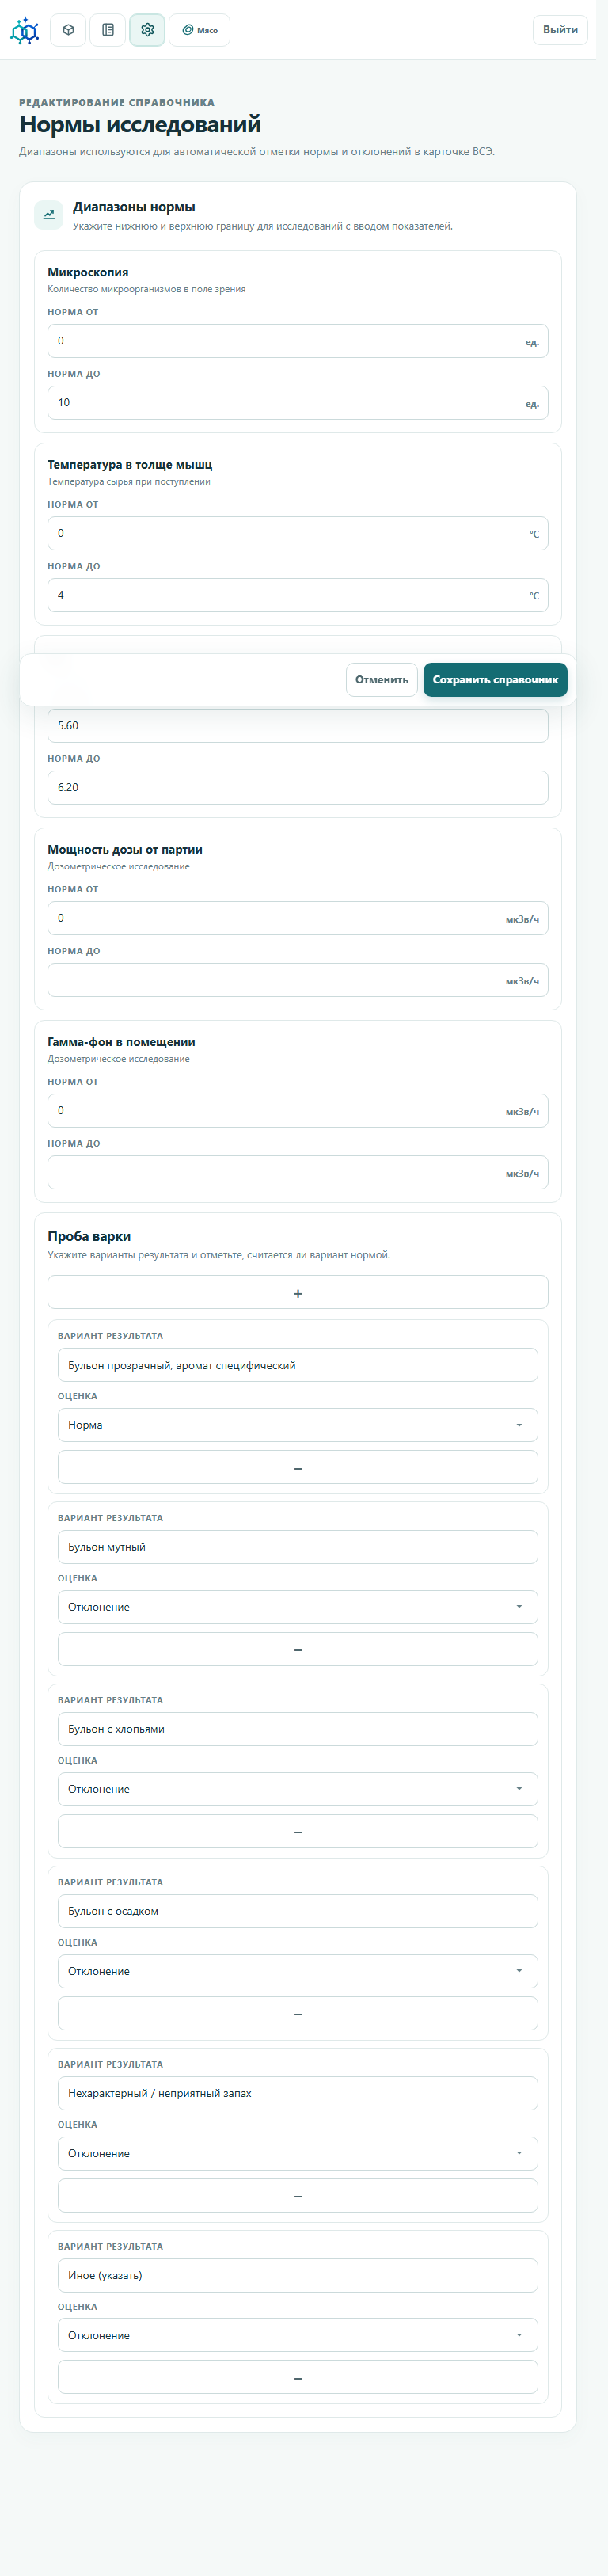 Мясо
Выйти
РЕДАКТИРОВАНИЕ СПРАВОЧНИКА
Нормы исследований
Диапазоны используются для автоматической отметки нормы и отклонений в карточке ВСЭ.
Диапазоны нормы
Укажите нижнюю и верхнюю границу для исследований с вводом показателей.
Микроскопия
Количество микроорганизмов в поле зрения
НОРМА ОТ
0 ед.
НОРМА ДО
10 ед.
Температура в толще мышц
Температура сырья при поступлении
НОРМА ОТ
0 °C
НОРМА ДО
4 °C
Отменить Сохранить справочник
5.60
НОРМА ДО
6.20
Мощность дозы от партии
Дозометрическое исследование
НОРМА ОТ
0 мкЗв/ч
НОРМА ДО
мкЗв/ч
Гамма-фон в помещении
Дозометрическое исследование
НОРМА ОТ
0 мкЗв/ч
НОРМА ДО
мкЗв/ч
Проба варки
Укажите варианты результата и отметьте, считается ли вариант нормой.
+
ВАРИАНТ РЕЗУЛЬТАТА
Бульон прозрачный, аромат специфический
ОЦЕНКА
Норма
–
ВАРИАНТ РЕЗУЛЬТАТА
Бульон мутный
ОЦЕНКА
Отклонение
–
ВАРИАНТ РЕЗУЛЬТАТА
Бульон с хлопьями
ОЦЕНКА
Отклонение
–
ВАРИАНТ РЕЗУЛЬТАТА
Бульон с осадком
ОЦЕНКА
Отклонение
–
ВАРИАНТ РЕЗУЛЬТАТА
Нехарактерный / неприятный запах
ОЦЕНКА
Отклонение
–
ВАРИАНТ РЕЗУЛЬТАТА
Иное (указать)
ОЦЕНКА
Отклонение
–